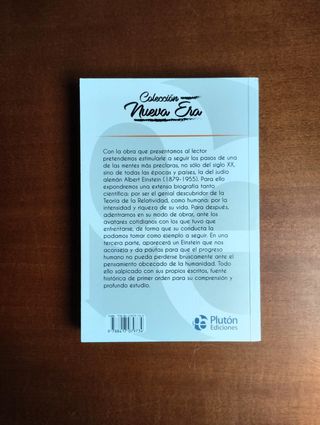 Colección
Nueva Era
Con la obra que presentamos al lector
pretendemos estimularle a seguir los pasos de una
de las mentes más preclaras, no sólo del siglo XX,
sino de todas las épocas y países, la del judío
alemán Albert Einstein (1879-1955). Para ello
expondremos una extensa biografía tanto
científica: por ser el genial descubridor de la
Teoría de la Relatividad, como humana: por la
intensidad y riqueza de su vida. Para después,
adentrarnos en su modo de obrar, ante los
avatares cotidianos con los que tuvo que
enfrentarse, de forma que su conducta la
podamos tomar como ejemplo a seguir. En una
tercera parte, aparecerá un Einstein que nos
aconseja y da pautas para que el progreso
humano no pueda perderse bruscamente ante el
pensamiento obcecado de la humanidad. Todo
ello salpicado con sus propios escritos, fuente
histórica de primer orden para su comprensión y
profundo estudio.
Plutón
Ediciones